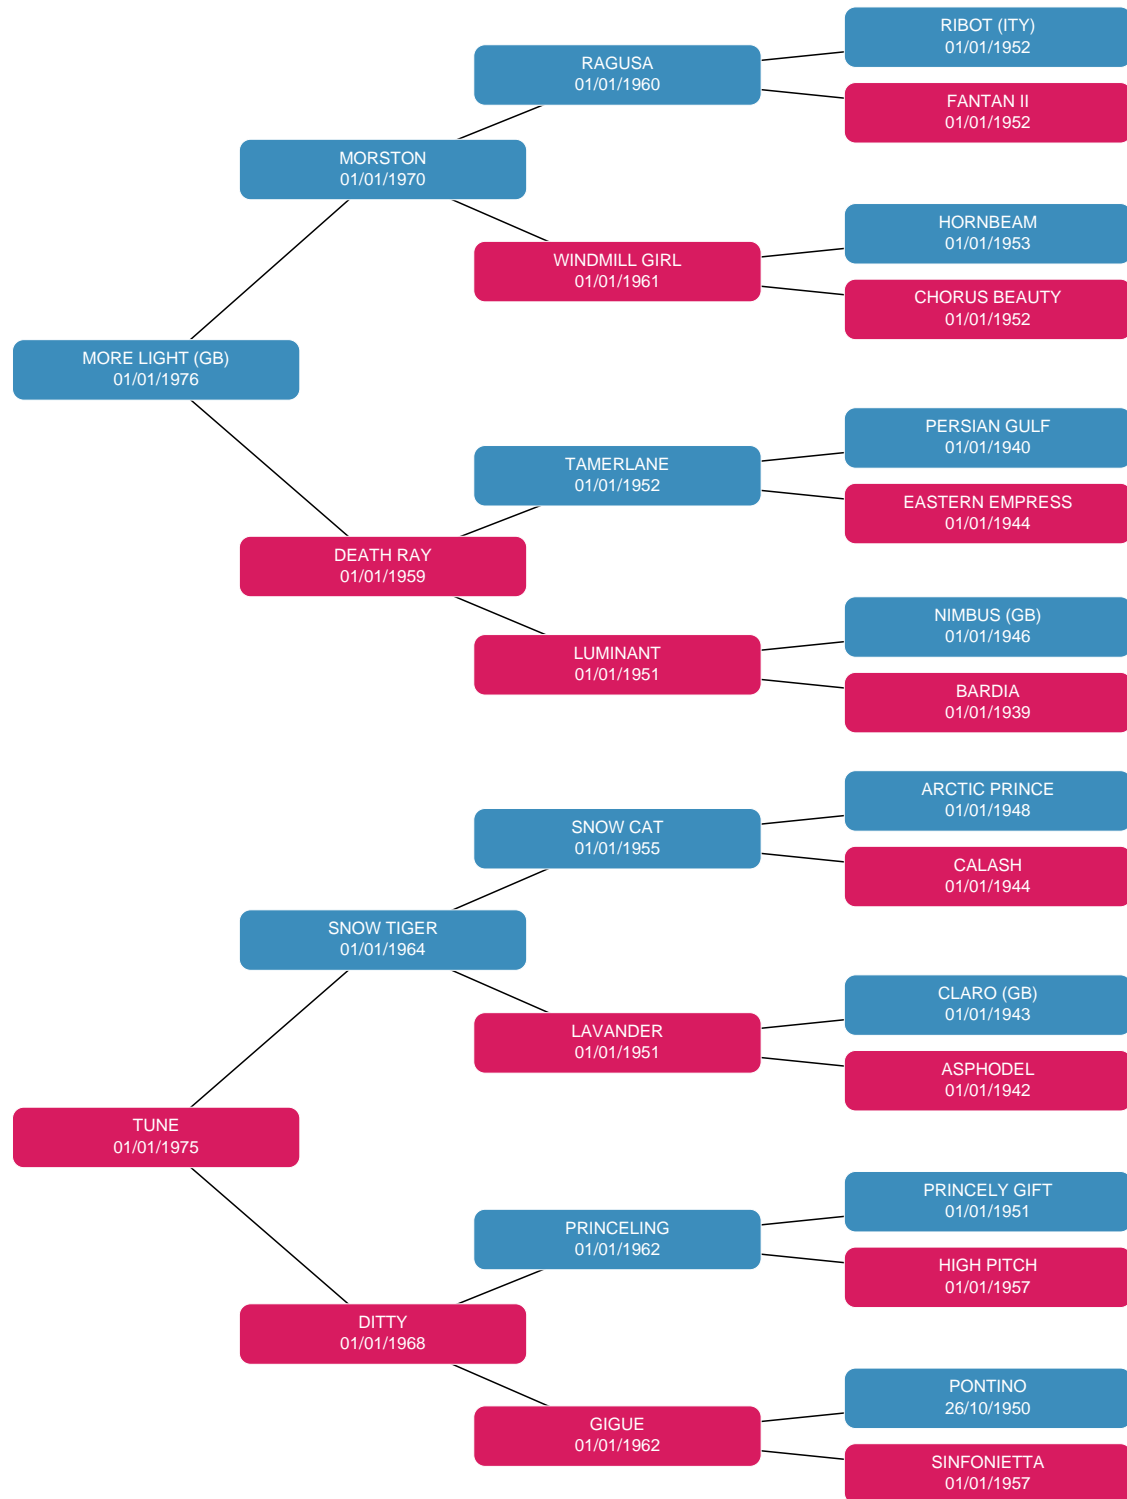 RIBOT (ITY)
01/01/1952
RAGUSA
01/01/1960
FANTAN II
01/01/1952
MORSTON
01/01/1970
HORNBEAM
01/01/1953
WINDMILL GIRL
01/01/1961
CHORUS BEAUTY
01/01/1952
MORE LIGHT (GB)
01/01/1976
PERSIAN GULF
01/01/1940
TAMERLANE
01/01/1952
EASTERN EMPRESS
01/01/1944
DEATH RAY
01/01/1959
NIMBUS (GB)
01/01/1946
LUMINANT
01/01/1951
BARDIA
01/01/1939
ARCTIC PRINCE
01/01/1948
SNOW CAT
01/01/1955
CALASH
01/01/1944
SNOW TIGER
01/01/1964
CLARO (GB)
01/01/1943
LAVANDER
01/01/1951
ASPHODEL
01/01/1942
TUNE
01/01/1975
PRINCELY GIFT
01/01/1951
PRINCELING
01/01/1962
HIGH PITCH
01/01/1957
DITTY
01/01/1968
PONTINO
26/10/1950
GIGUE
01/01/1962
SINFONIETTA
01/01/1957